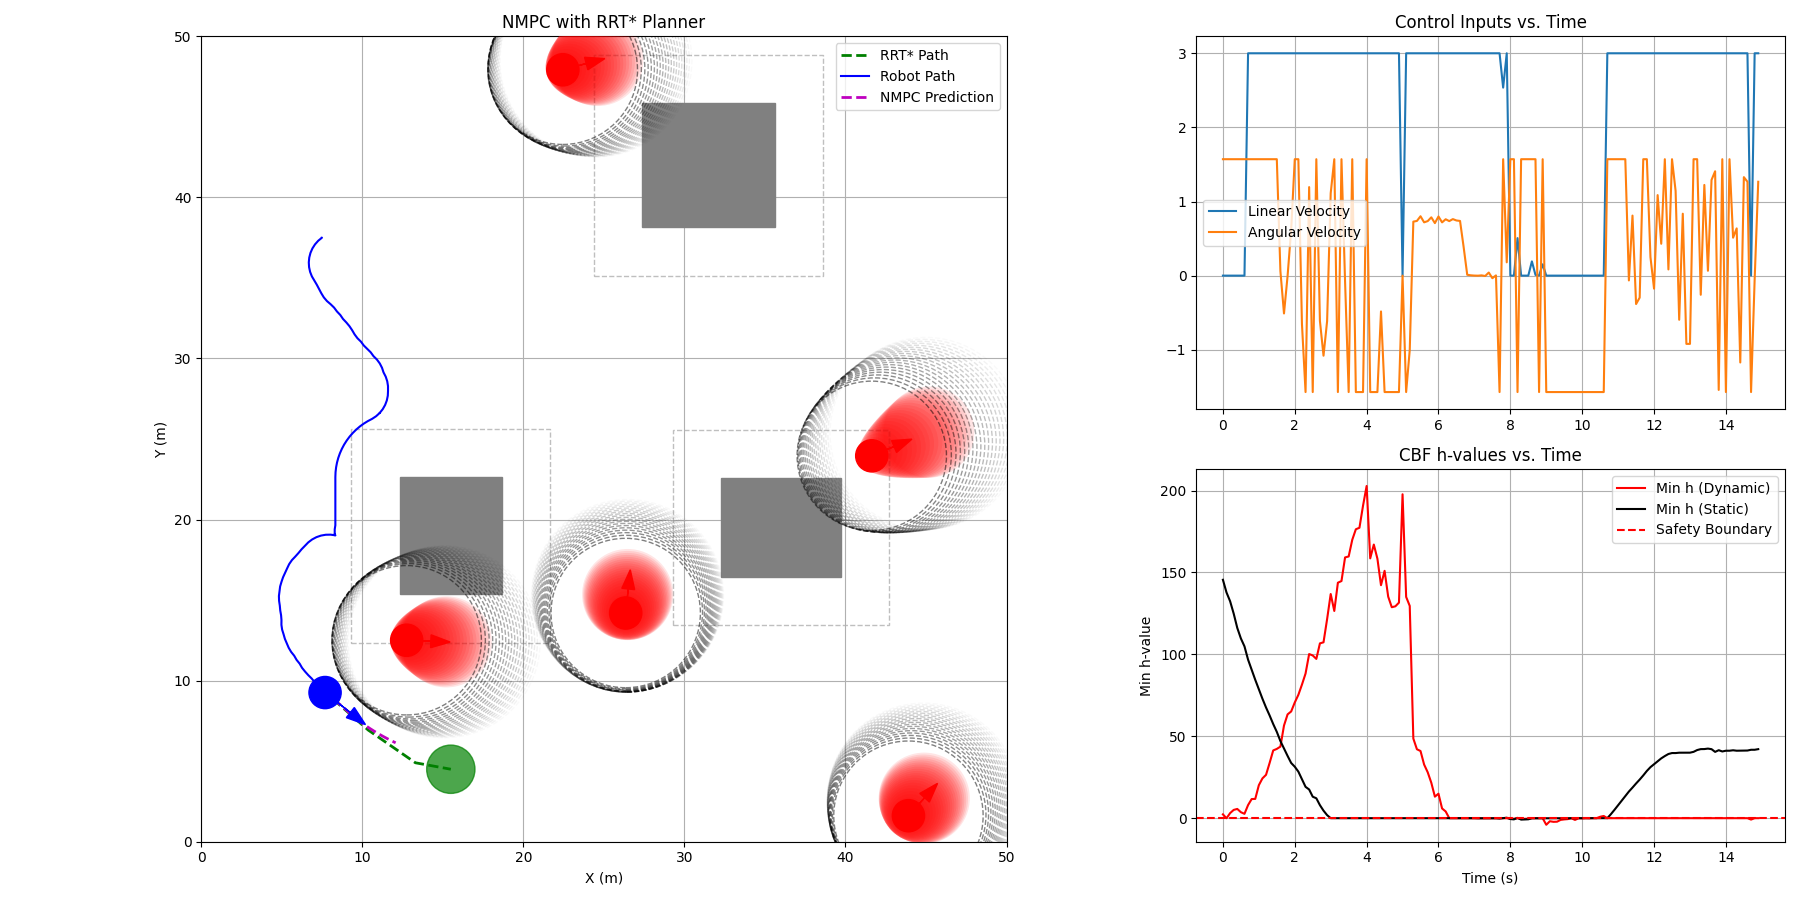 NMPC with RRT* Planner
50
40
30
20
10
0
Y (m)
0
10
20
30
40
50
X (m)
RRT* Path
Robot Path
NMPC Prediction
Control Inputs vs. Time
3
2
1
0
−1
Linear Velocity
Angular Velocity
0
2
4
6
8
10
12
14
CBF h-values vs. Time
200
150
100
50
0
Min h-value
Min h (Dynamic)
Min h (Static)
Safety Boundary
0
2
4
6
8
10
12
14
Time (s)